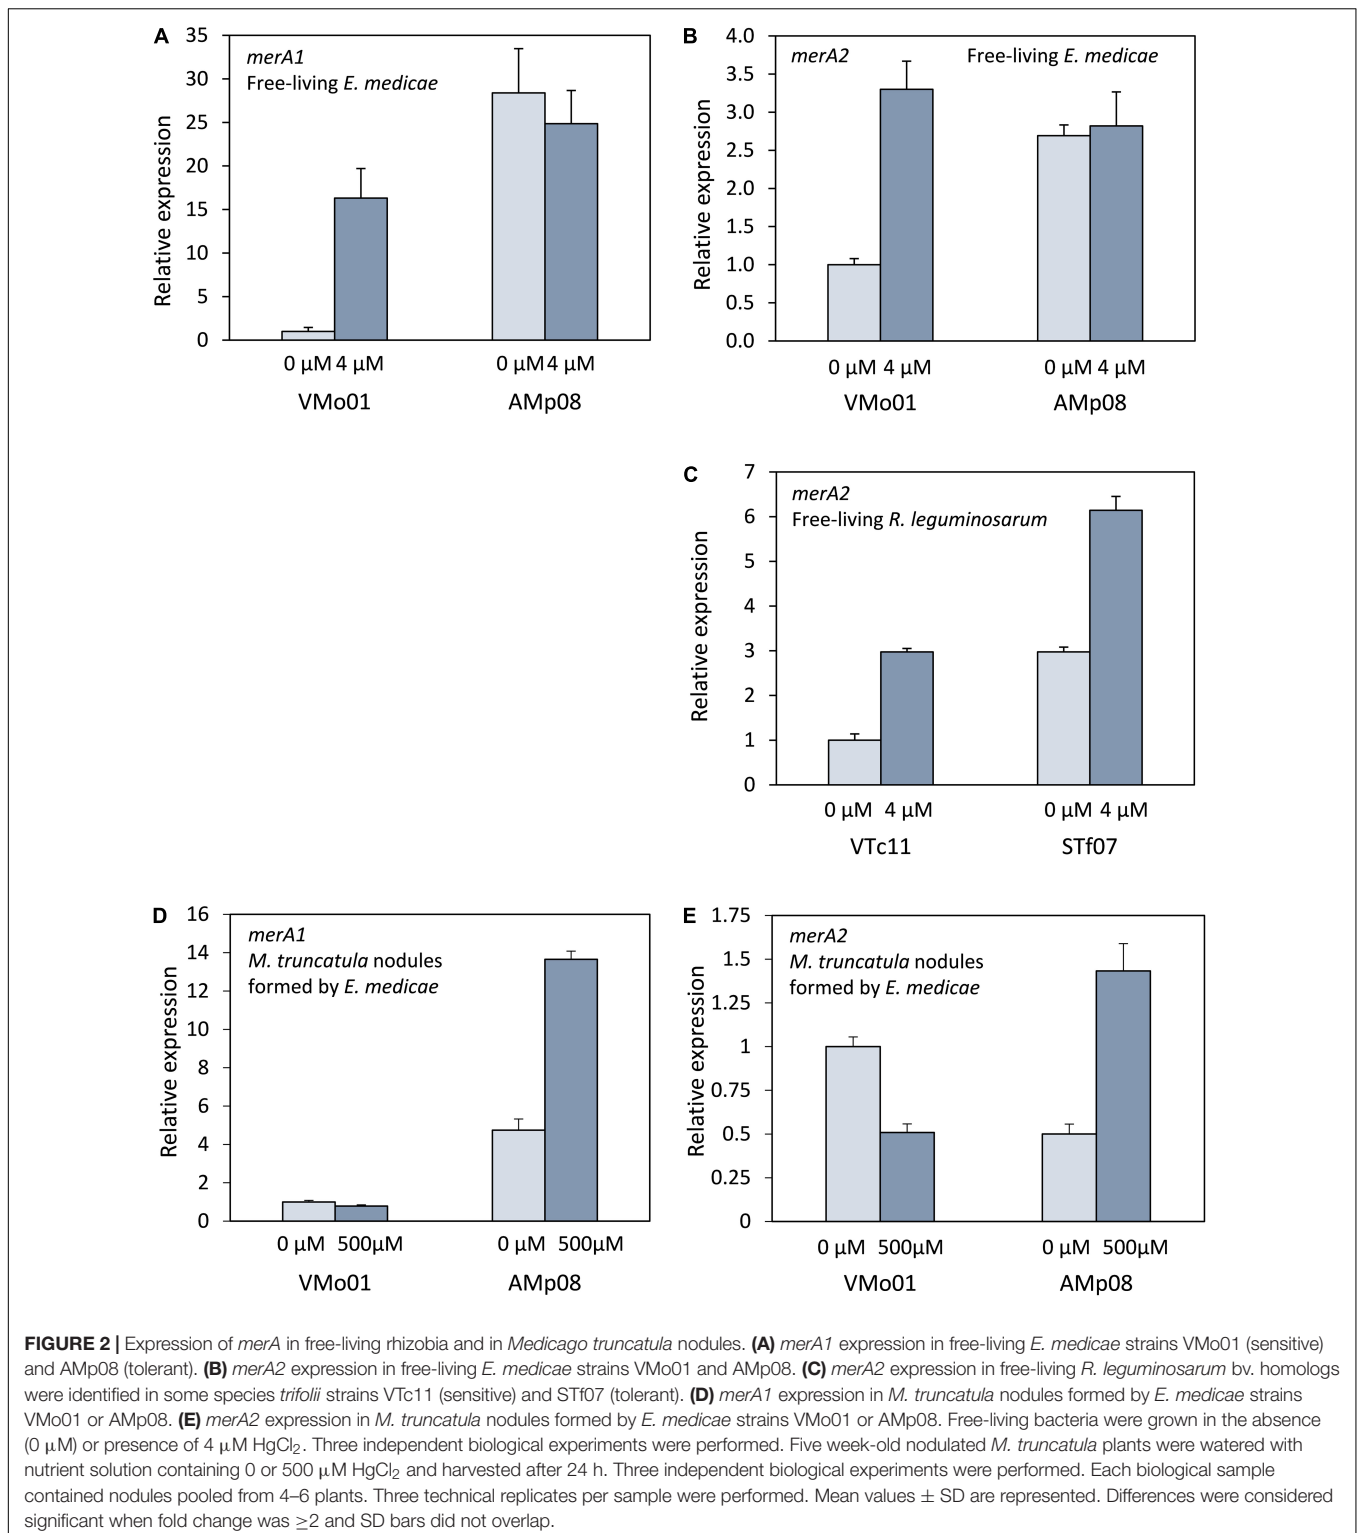 A
merA1
Free-living E. medicae
Relative expression
35
30
25
20
15
10
5
0
0 μM 4 μM 0 μM 4 μM
VMo01 AMp08
B
merA2 Free-living E. medicae
Relative expression
4.0
3.5
3.0
2.5
2.0
1.5
1.0
0.5
0.0
0 μM 4 μM 0 μM 4 μM
VMo01 AMp08
C
merA2
Free-living R. leguminosarum
Relative expression
7
6
5
4
3
2
1
0
0 μM 4 μM 0 μM 4 μM
VTc11 STf07
D
merA1
M. truncatula nodules
formed by E. medicae
Relative expression
16
14
12
10
8
6
4
2
0
0 μM 500μM 0 μM 500μM
VMo01 AMp08
E
merA2
M. truncatula nodules
formed by E. medicae
Relative expression
1.75
1.5
1.25
1
0.75
0.5
0.25
0
0 μM 500μM 0 μM 500μM
VMo01 AMp08
FIGURE 2 | Expression of merA in free-living rhizobia and in Medicago truncatula nodules. (A) merA1 expression in free-living E. medicae strains VMo01 (sensitive)
and AMp08 (tolerant). (B) merA2 expression in free-living E. medicae strains VMo01 and AMp08. (C) merA2 expression in free-living R. leguminosarum bv. homologs
were identified in some species trifolii strains VTc11 (sensitive) and STf07 (tolerant). (D) merA1 expression in M. truncatula nodules formed by E. medicae strains
VMo01 or AMp08. (E) merA2 expression in M. truncatula nodules formed by E. medicae strains VMo01 or AMp08. Free-living bacteria were grown in the absence
(0 μM) or presence of 4 μM HgCl₂. Three independent biological experiments were performed. Five week-old nodulated M. truncatula plants were watered with
nutrient solution containing 0 or 500 μM HgCl₂ and harvested after 24 h. Three independent biological experiments were performed. Each biological sample
contained nodules pooled from 4–6 plants. Three technical replicates per sample were performed. Mean values ± SD are represented. Differences were considered
significant when fold change was ≥2 and SD bars did not overlap.